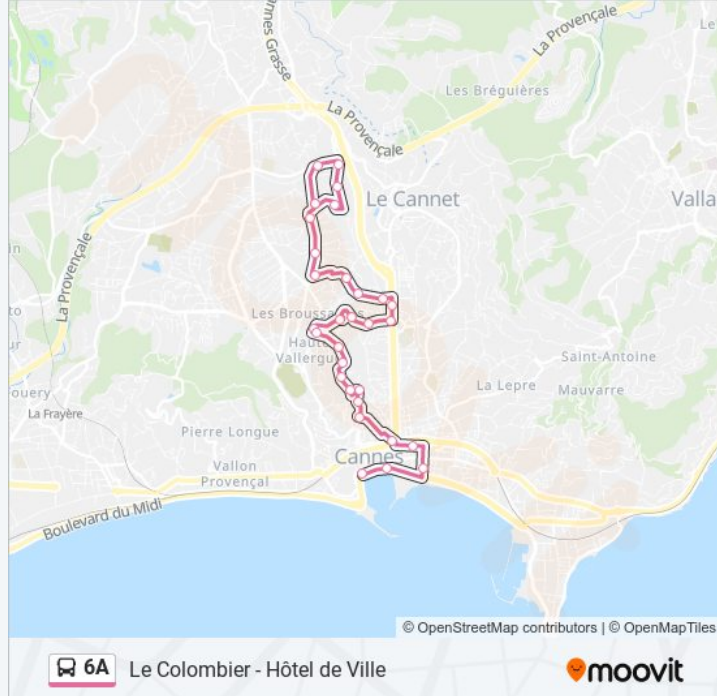 nnes Grasse
La Provençale
Les Bréguières
La Provençale
Le Cannet
Valla
La Provençale
Les Broussa
es
Haut
Vallergu
Saint-Antoine
La Lepre
Mauvarre
ouery
La Frayère
Pierre Longue
Cannes
Vallon
Provençal
Boulevard du Midi
© OpenStreetMap contributors | © OpenMapTiles
6A Le Colombier - Hôtel de Ville
moovit